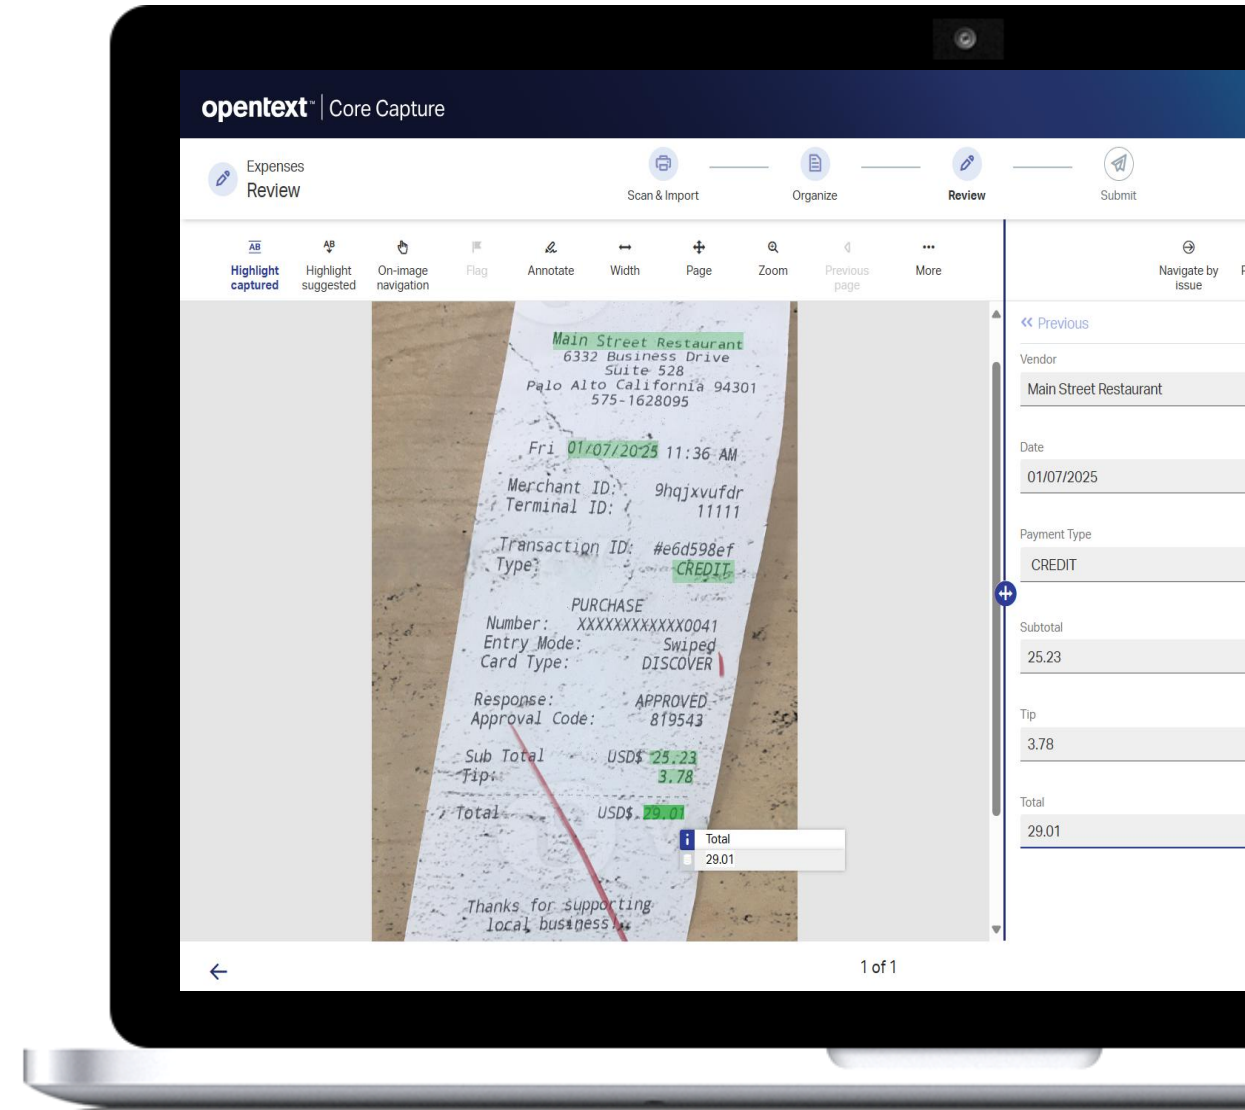 opentext™ | Core Capture
Expenses
Review
Scan & Import
Organize
Review
Submit
Highlight captured
Highlight suggested
On-image navigation
Flag
Annotate
Width
Page
Zoom
Previous page
More
Navigate by issue
Main Street Restaurant
6332 Business Drive
Suite 528
Palo Alto California 94301
575-1628095
Fri 01/07/2025 11:36 AM
Merchant ID: 9hqjxvufdr
Terminal ID: 11111
Transaction ID: #e6d598ef
Type: CREDIT
PURCHASE
Number: XXXXXXXXXXXX0041
Entry Mode: Swiped
Card Type: DISCOVER
Response: APPROVED
Approval Code: 819543
Sub Total USD$ 25.23
Tip: 3.78
Total USD$ 29.01
Total
29.01
Thanks for supporting
local business!
Previous
Vendor
Main Street Restaurant
Date
01/07/2025
Payment Type
CREDIT
Subtotal
25.23
Tip
3.78
Total
29.01
1 of 1